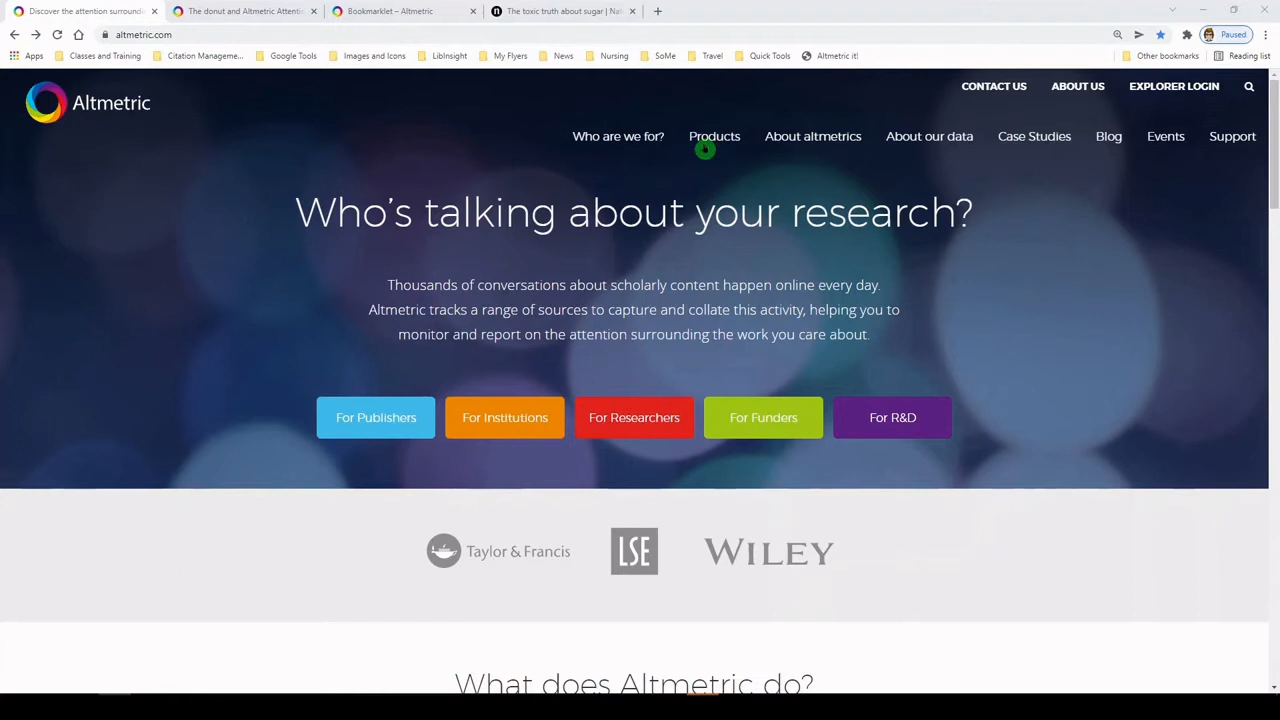 Discover the attention surroundi
The donut and Altmetric Attenti
Bookmarklet – Altmetric
The toxic truth about sugar | Nat
altmetric.com
Paused
Apps
Classes and Training
Citation Maneageme...
Google Tools
Images and Icons
LibInsight
My Flyers
News
Nursing
SoMe
Travel
Quick Tools
Altmetric it!
Other bookmarks
Reading list
Altmetric
CONTACT US
ABOUT US
EXPLORER LOGIN
Who are we for?
Products
About altmetrics
About our data
Case Studies
Blog
Events
Support
Who's talking about your research?
Thousands of conversations about scholarly content happen online every day.
Altmetric tracks a range of sources to capture and collate this activity, helping you to
monitor and report on the attention surrounding the work you care about.
For Publishers
For Institutions
For Researchers
For Funders
For R&D
Taylor & Francis
LSE
WILEY
What does Altmetric do?